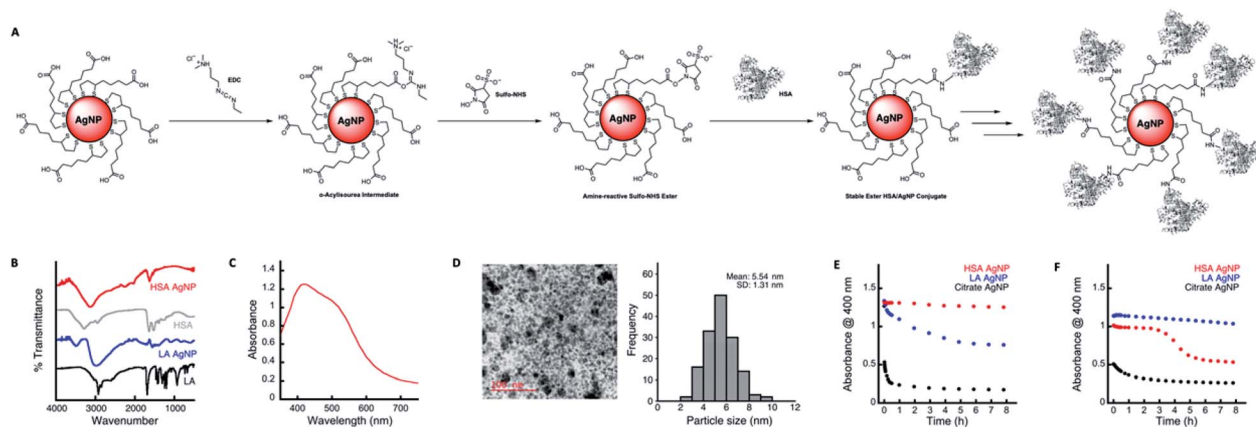 A
EDC
Sulfo-NHS
HSA
AgNP
AgNP
AgNP
AgNP
AgNP
o-Acylisourea Intermediate
Amine-reactive Sulfo-NHS Ester
Stable Ester HSA/AgNP Conjugate
B
% Transmittance
HSA AgNP
HSA
LA AgNP
LA
4000 3000 2000 1000
Wavenumber
C
Absorbance
1.4
1.2
1
0.8
0.6
0.4
0.2
400 500 600 700
Wavelength (nm)
D
Frequency
Mean: 5.54 nm
SD: 1.31 nm
60
50
40
30
20
10
0
0 2 4 6 8 10 12
Particle size (nm)
E
HSA AgNP
LA AgNP
Citrate AgNP
Absorbance @ 400 nm
1.5
1
0.5
0
0 1 2 3 4 5 6 7 8
Time (h)
F
HSA AgNP
LA AgNP
Citrate AgNP
Absorbance @ 400 nm
1.5
1
0.5
0
0 1 2 3 4 5 6 7 8
Time (h)